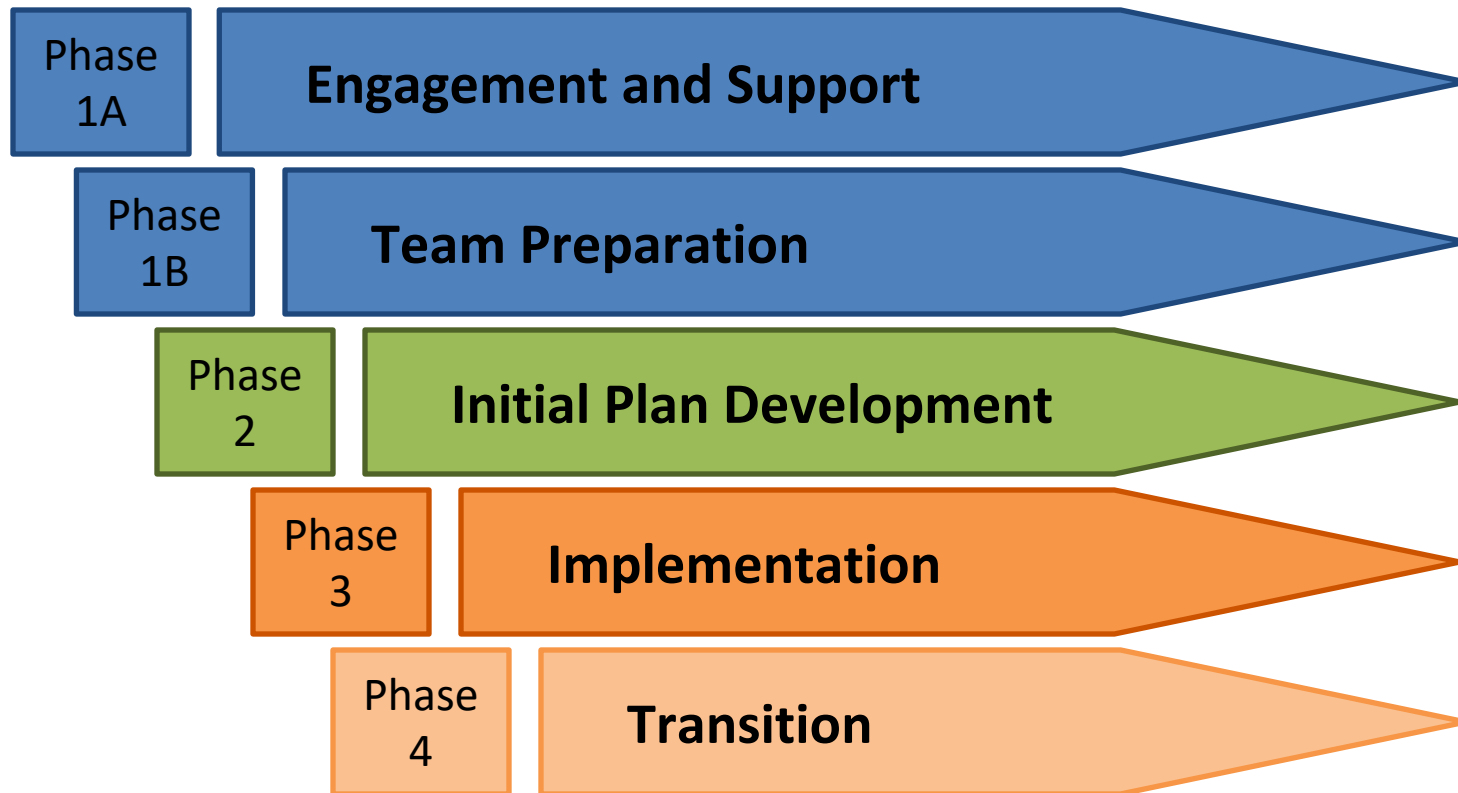 Phase
1A
Engagement and Support
Phase
1B
Team Preparation
Phase
2
Initial Plan Development
Phase
3
Implementation
Phase
4
Transition